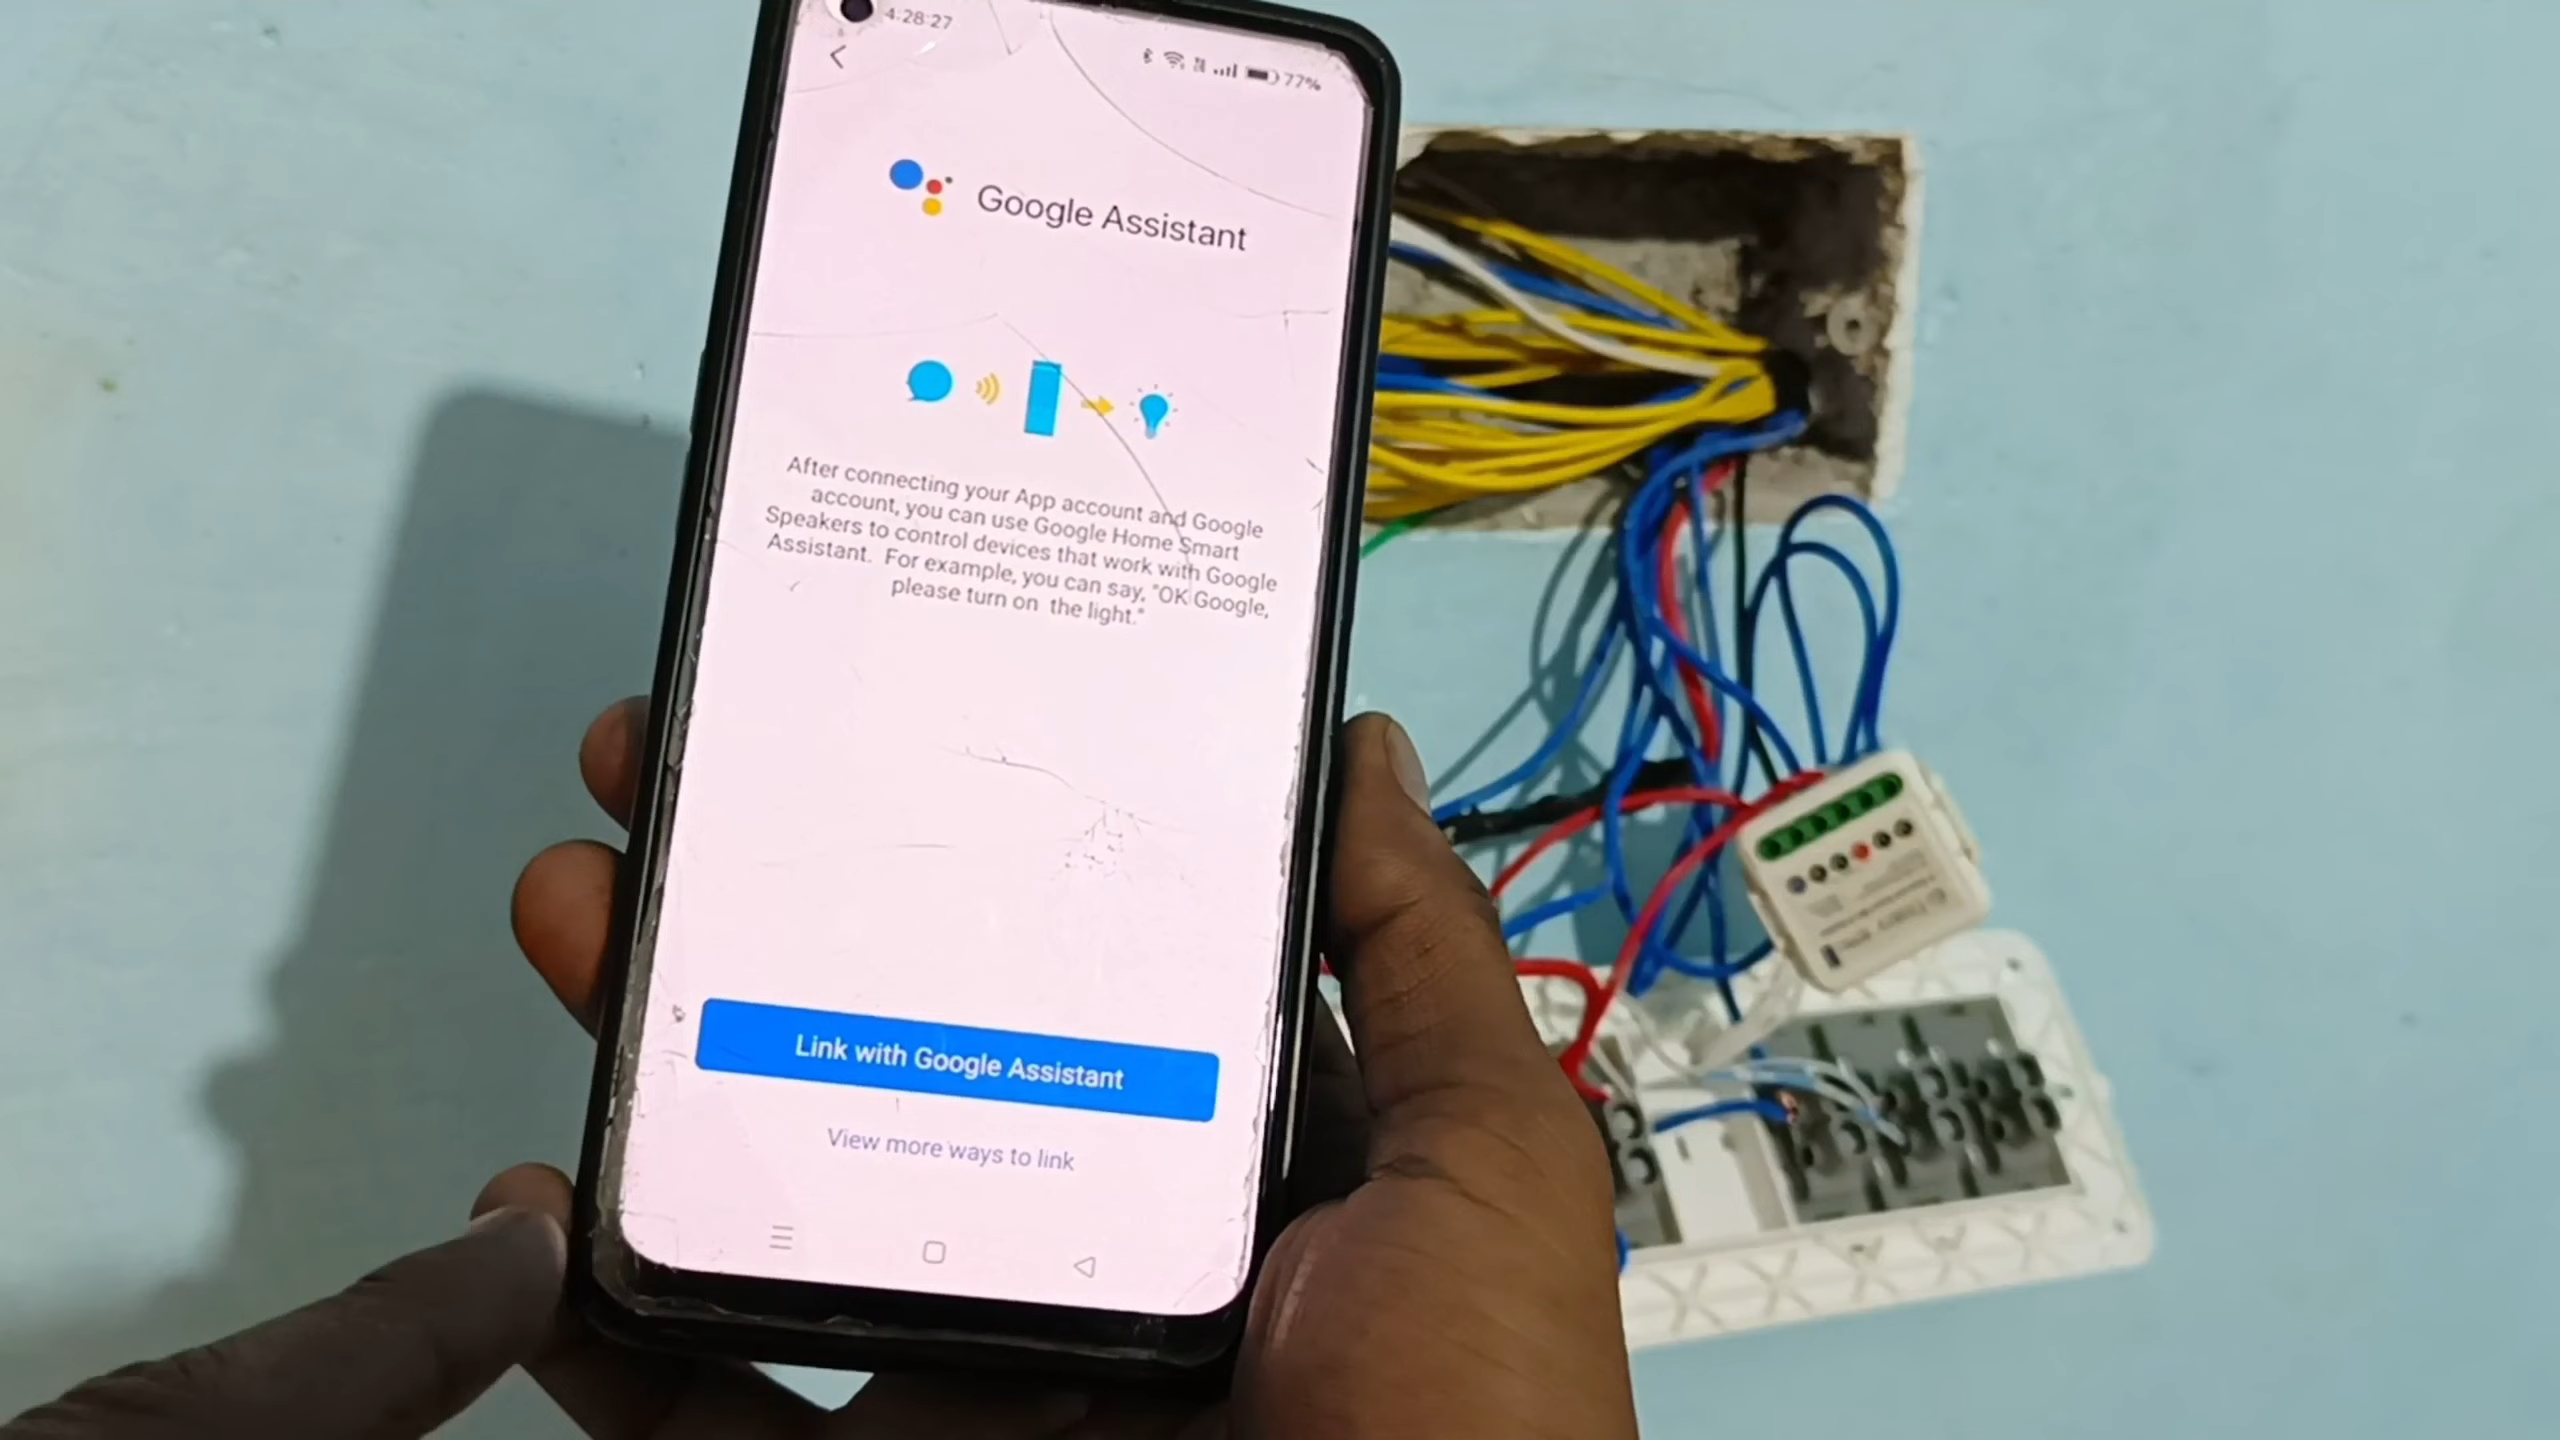 4:28:27
77%
Google Assistant
After connecting your App account and Google
account, you can use Google Home Smart
Speakers to control devices that work with Google
Assistant. For example, you can say, "OK Google,
please turn on the light."
Link with Google Assistant
View more ways to link